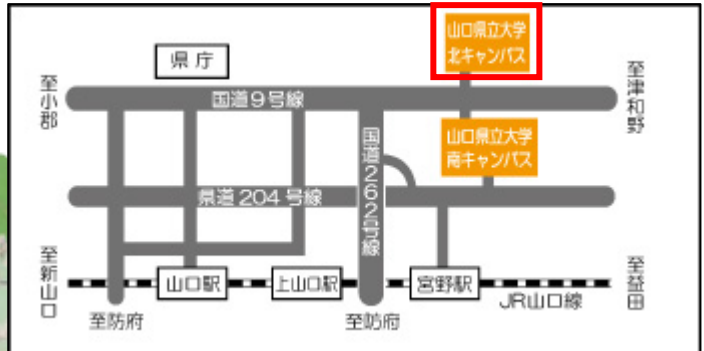 山口県立大学
北キャンパス
県庁
至小郡
至津和野
国道9号線
山口県立大学
南キャンパス
国道262号線
県道204号線
至新山口
山口駅
上山口駅
宮野駅
至益田
JR山口線
至防府
至防府